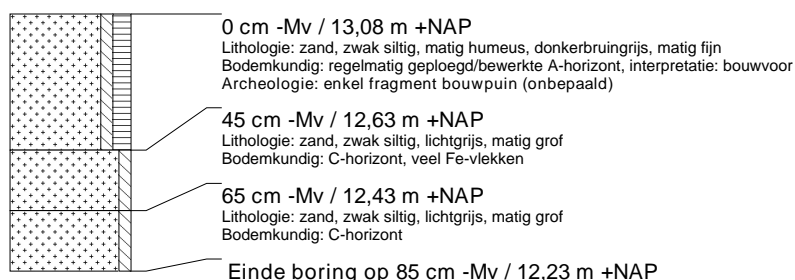 0 cm -Mv / 13,08 m +NAP
Lithologie: zand, zwak siltig, matig humeus, donkerbruingrijs, matig fijn
Bodemkundig: regelmatig geploegd/bewerkte A-horizont, interpretatie: bouwvoor
Archeologie: enkel fragment bouwpuin (onbepaald)
45 cm -Mv / 12,63 m +NAP
Lithologie: zand, zwak siltig, lichtgrijs, matig grof
Bodemkundig: C-horizont, veel Fe-vlekken
65 cm -Mv / 12,43 m +NAP
Lithologie: zand, zwak siltig, lichtgrijs, matig grof
Bodemkundig: C-horizont
Einde boring op 85 cm -Mv / 12,23 m +NAP